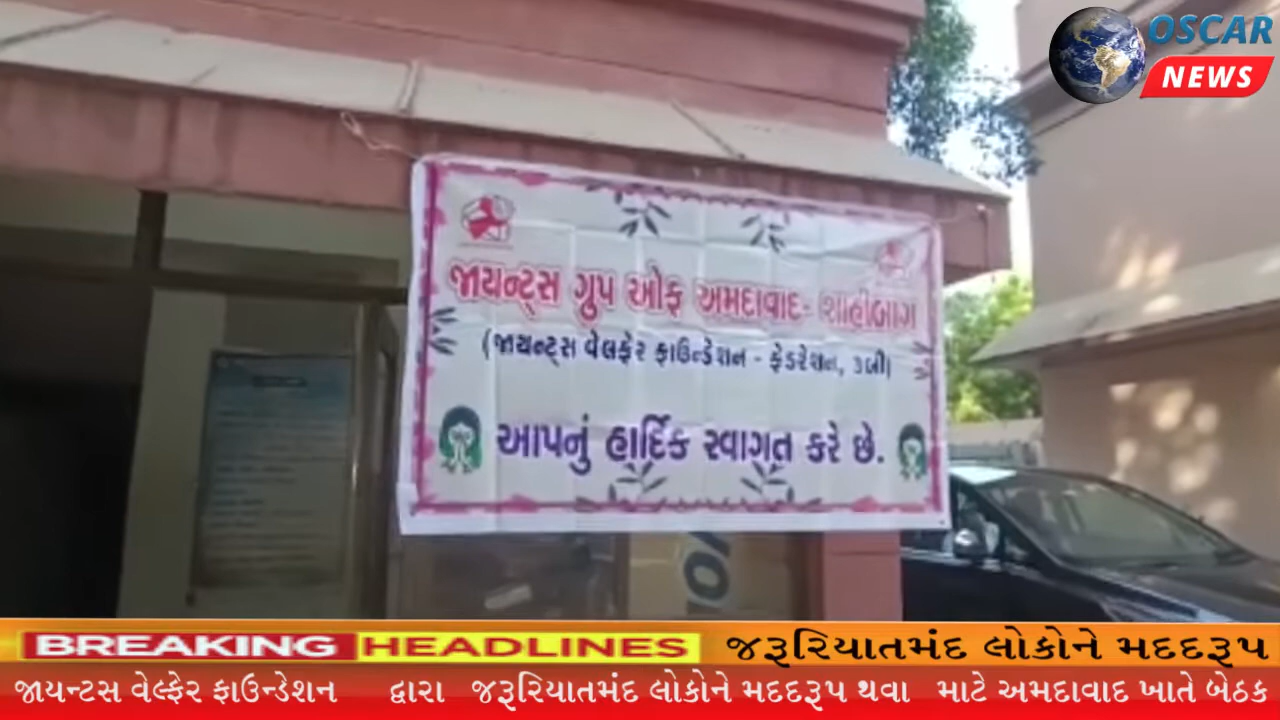 OSCAR
NEWS
જાયન્ટ્સ ગ્રુપ ઓફ અમદાવાદ- શાહીબાગ
(જાયન્ટ્સ વેલફેર ફાઉન્ડેશન - ફેડરેશન, ૩બી)
આપનું હાર્દિક સ્વાગત કરે છે.
BREAKING HEADLINES જરૂરિયાતમંદ લોકોને મદદરૂપ
જાયન્ટસ વેલ્ફેર ફાઉન્ડેશન દ્વારા જરૂરિયાતમંદ લોકોને મદદરૂપ થવા માટે અમદાવાદ ખાતે બેઠક